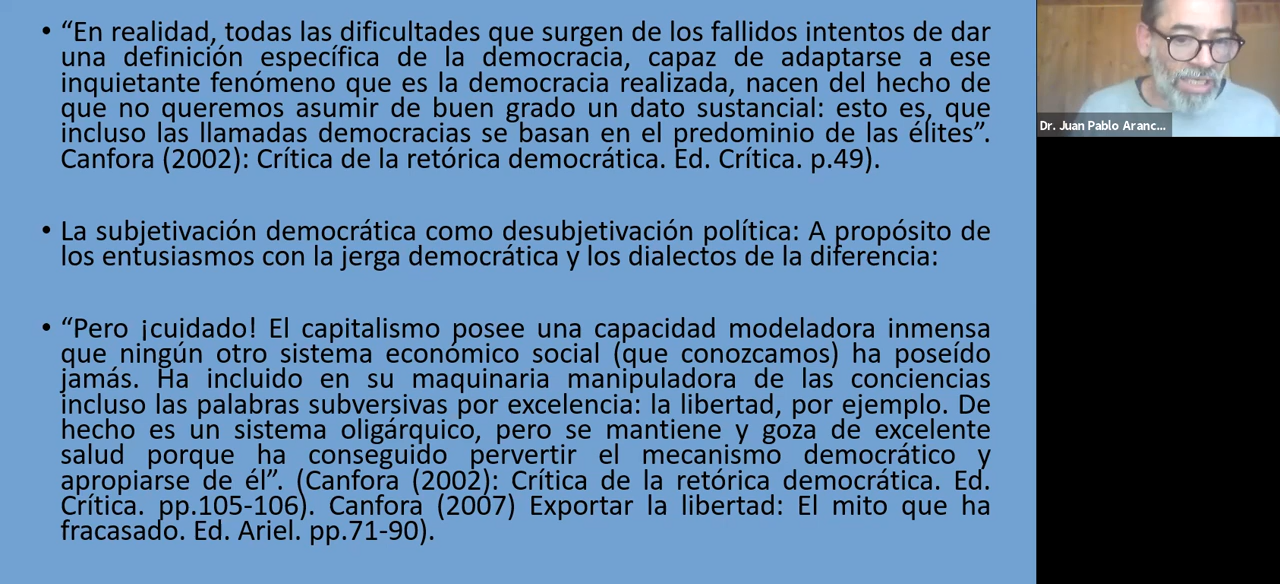 • “En realidad, todas las dificultades que surgen de los fallidos intentos de dar
una definición específica de la democracia, capaz de adaptarse a ese
inquietante fenómeno que es la democracia realizada, nacen del hecho de
que no queremos asumir de buen grado un dato sustancial: esto es, que
incluso las llamadas democracias se basan en el predominio de las élites”.
Canfora (2002): Crítica de la retórica democrática. Ed. Crítica. p.49).
• La subjetivación democrática como desubjetivación política: A propósito de
los entusiasmos con la jerga democrática y los dialectos de la diferencia:
• “Pero ¡cuidado! El capitalismo posee una capacidad modeladora inmensa
que ningún otro sistema económico social (que conozcamos) ha poseído
jamás. Ha incluido en su maquinaria manipuladora de las conciencias
incluso las palabras subversivas por excelencia: la libertad, por ejemplo. De
hecho es un sistema oligárquico, pero se mantiene y goza de excelente
salud porque ha conseguido pervertir el mecanismo democrático y
apropiarse de él”. (Canfora (2002): Crítica de la retórica democrática. Ed.
Crítica. pp.105-106). Canfora (2007) Exportar la libertad: El mito que ha
fracasado. Ed. Ariel. pp.71-90).
Dr. Juan Pablo Aranc...